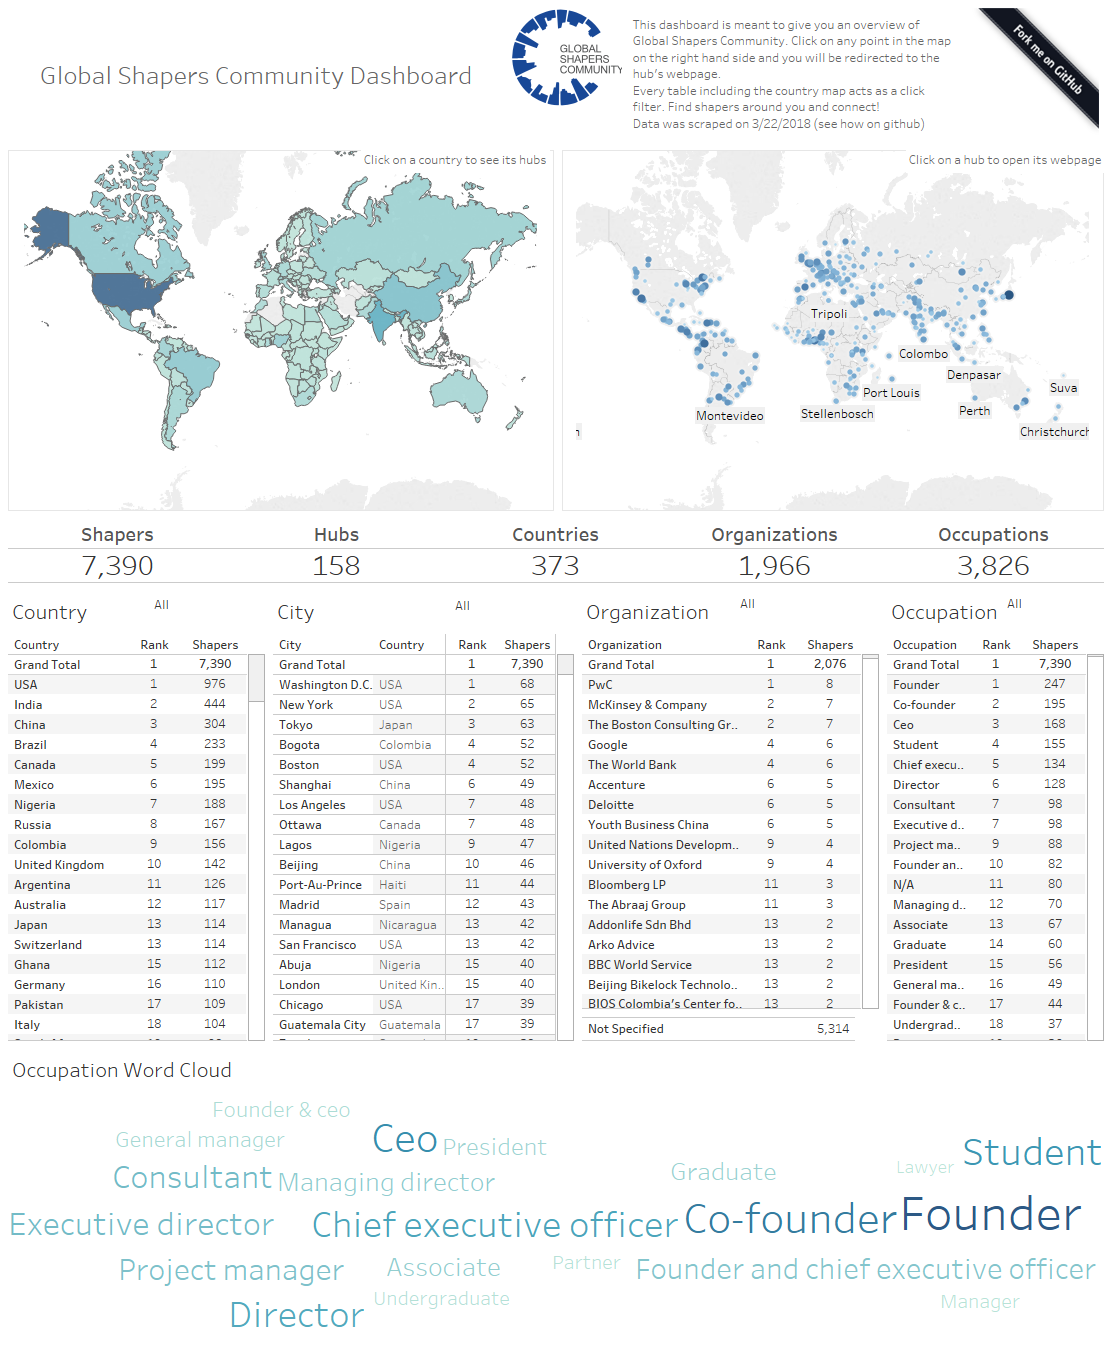 Global Shapers Community Dashboard
GLOBAL
SHAPERS
COMMUNITY
This dashboard is meant to give you an overview of
Global Shapers Community. Click on any point in the map
on the right hand side and you will be redirected to the
hub's webpage.
Every table including the country map acts as a click
filter. Find shapers around you and connect!
Data was scraped on 3/22/2018 (see how on github)
Fork me on GitHub
Click on a country to see its hubs
Click on a hub to open its webpage
Tripoli
Colombo
Denpasar
Port Louis
Suva
Montevideo
Stellenbosch
Perth
Christchurch
Shapers Hubs Countries Organizations Occupations
7,390 158 373 1,966 3,826
Country All
Country Rank Shapers
Grand Total 1 7,390
USA 1 976
India 2 444
China 3 304
Brazil 4 233
Canada 5 199
Mexico 6 195
Nigeria 7 188
Russia 8 167
Colombia 9 156
United Kingdom 10 142
Argentina 11 126
Australia 12 117
Japan 13 114
Switzerland 13 114
Ghana 15 112
Germany 16 110
Pakistan 17 109
Italy 18 104
City All
City Country Rank Shapers
Grand Total 1 7,390
Washington D.C. USA 1 68
New York USA 2 65
Tokyo Japan 3 63
Bogota Colombia 4 52
Boston USA 4 52
Shanghai China 6 49
Los Angeles USA 7 48
Ottawa Canada 7 48
Lagos Nigeria 9 47
Beijing China 10 46
Port-Au-Prince Haiti 11 44
Madrid Spain 12 43
Managua Nicaragua 13 42
San Francisco USA 13 42
Abuja Nigeria 15 40
London United Kin.. 15 40
Chicago USA 17 39
Guatemala City Guatemala 17 39
Organization All
Organization Rank Shapers
Grand Total 1 2,076
PwC 1 8
McKinsey & Company 2 7
The Boston Consulting Gr.. 2 7
Google 4 6
The World Bank 4 6
Accenture 6 5
Deloitte 6 5
Youth Business China 6 5
United Nations Developm.. 9 4
University of Oxford 9 4
Bloomberg LP 11 3
The Abraaj Group 11 3
Addonlife Sdn Bhd 13 2
Arko Advice 13 2
BBC World Service 13 2
Beijing Bikelock Technolo.. 13 2
BIOS Colombia's Center fo.. 13 2
Not Specified 5,314
Occupation All
Occupation Rank Shapers
Grand Total 1 7,390
Founder 1 247
Co-founder 2 195
Ceo 3 168
Student 4 155
Chief execu.. 5 134
Director 6 128
Consultant 7 98
Executive d.. 7 98
Project ma.. 9 88
Founder an.. 10 82
N/A 11 80
Managing d.. 12 70
Associate 13 67
Graduate 14 60
President 15 56
General ma.. 16 49
Founder & c.. 17 44
Undergrad.. 18 37
Occupation Word Cloud
Founder & ceo
General manager
Ceo
President
Student
Lawyer
Graduate
Consultant
Managing director
Executive director
Chief executive officer
Co-founder
Founder
Project manager
Associate
Partner
Founder and chief executive officer
Undergraduate
Manager
Director